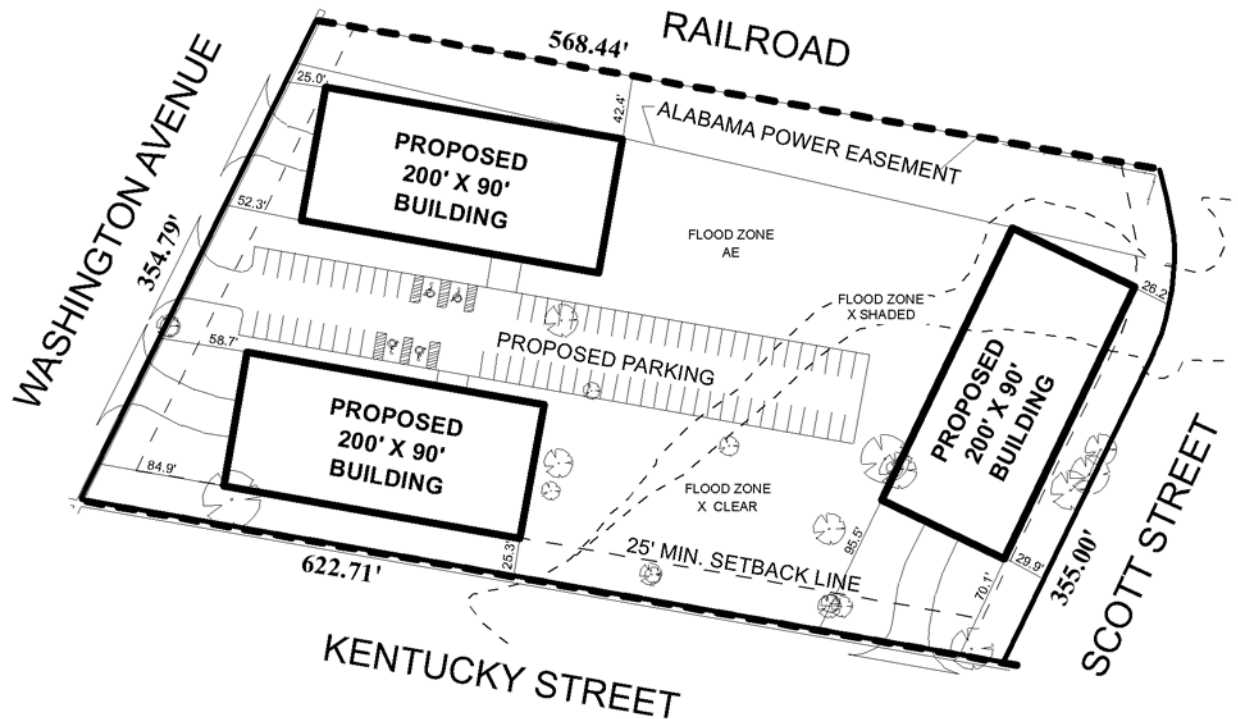 RAILROAD
568.44'
WASHINGTON AVENUE
25.0'
42.4'
ALABAMA POWER EASEMENT
PROPOSED
200' X 90'
BUILDING
52.3'
354.79'
FLOOD ZONE
AE
26.2
FLOOD ZONE
X SHADED
PROPOSED PARKING
58.7'
PROPOSED
200' X 90'
BUILDING
PROPOSED
200' X 90'
BUILDING
84.9'
FLOOD ZONE
X CLEAR
95.5'
25.3'
25' MIN. SETBACK LINE
29.9'
70.1'
355.00'
SCOTT STREET
622.71'
KENTUCKY STREET